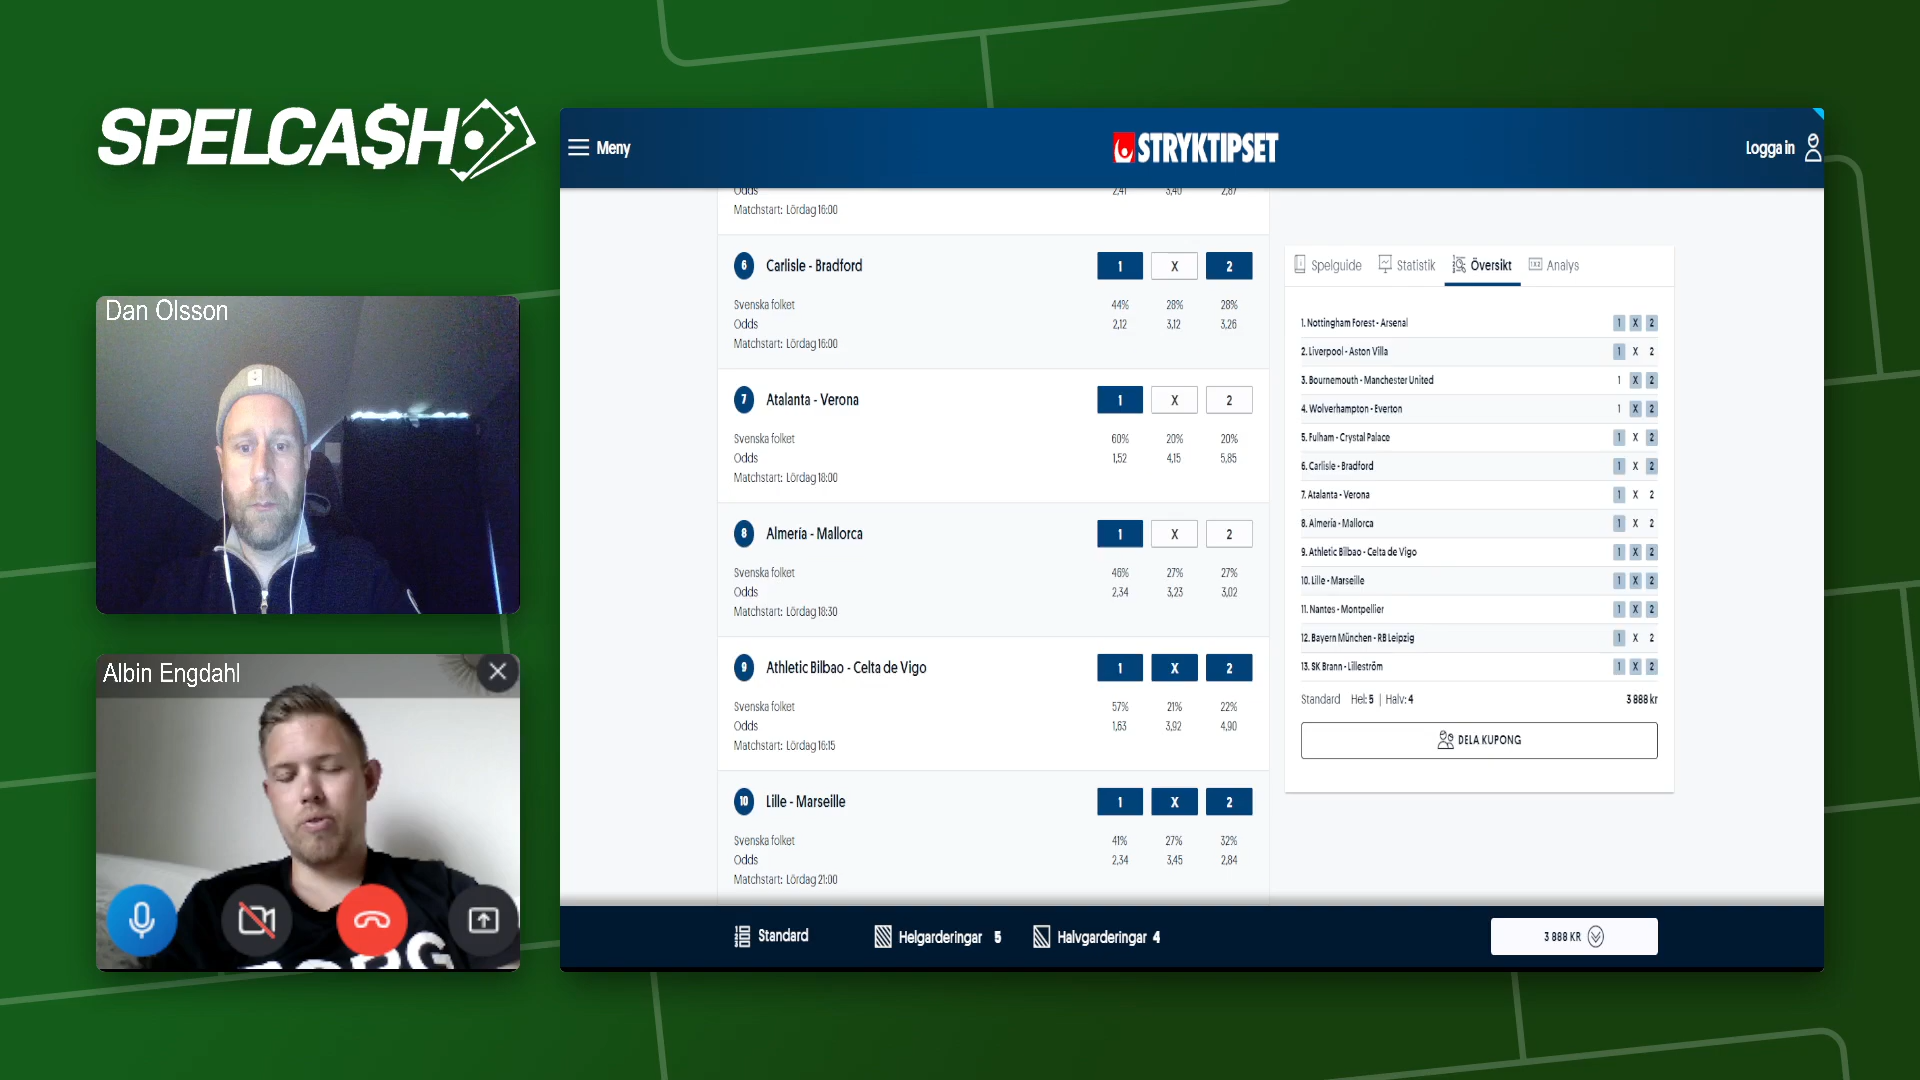 SPELCA$H
Dan Olsson
Albin Engdahl
Meny
STRYKTIPSET
Logga in
Odds 2,41 3,40 2,87
Matchstart: Lördag 16:00
6 Carlisle - Bradford 1 X 2
Svenska folket 44% 28% 28%
Odds 2,12 3,12 3,26
Matchstart: Lördag 16:00
7 Atalanta - Verona 1 X 2
Svenska folket 60% 20% 20%
Odds 1,52 4,15 5,85
Matchstart: Lördag 18:00
8 Almería - Mallorca 1 X 2
Svenska folket 46% 27% 27%
Odds 2,34 3,23 3,02
Matchstart: Lördag 18:30
9 Athletic Bilbao - Celta de Vigo 1 X 2
Svenska folket 57% 21% 22%
Odds 1,63 3,92 4,90
Matchstart: Lördag 16:15
10 Lille - Marseille 1 X 2
Svenska folket 41% 27% 32%
Odds 2,34 3,45 2,84
Matchstart: Lördag 21:00
Spelguide Statistik Översikt Analys
1. Nottingham Forest - Arsenal 1 X 2
2. Liverpool - Aston Villa 1 X 2
3. Bournemouth - Manchester United 1 X 2
4. Wolverhampton - Everton 1 X 2
5. Fulham - Crystal Palace 1 X 2
6. Carlisle - Bradford 1 X 2
7. Atalanta - Verona 1 X 2
8. Almería - Mallorca 1 X 2
9. Athletic Bilbao - Celta de Vigo 1 X 2
10. Lille - Marseille 1 X 2
11. Nantes - Montpellier 1 X 2
12. Bayern München - RB Leipzig 1 X 2
13. SK Brann - Lilleström 1 X 2
Standard Hel: 5 | Halv: 4 3 888 kr
DELA KUPONG
Standard Helgarderingar 5 Halvgarderingar 4 3 888 KR